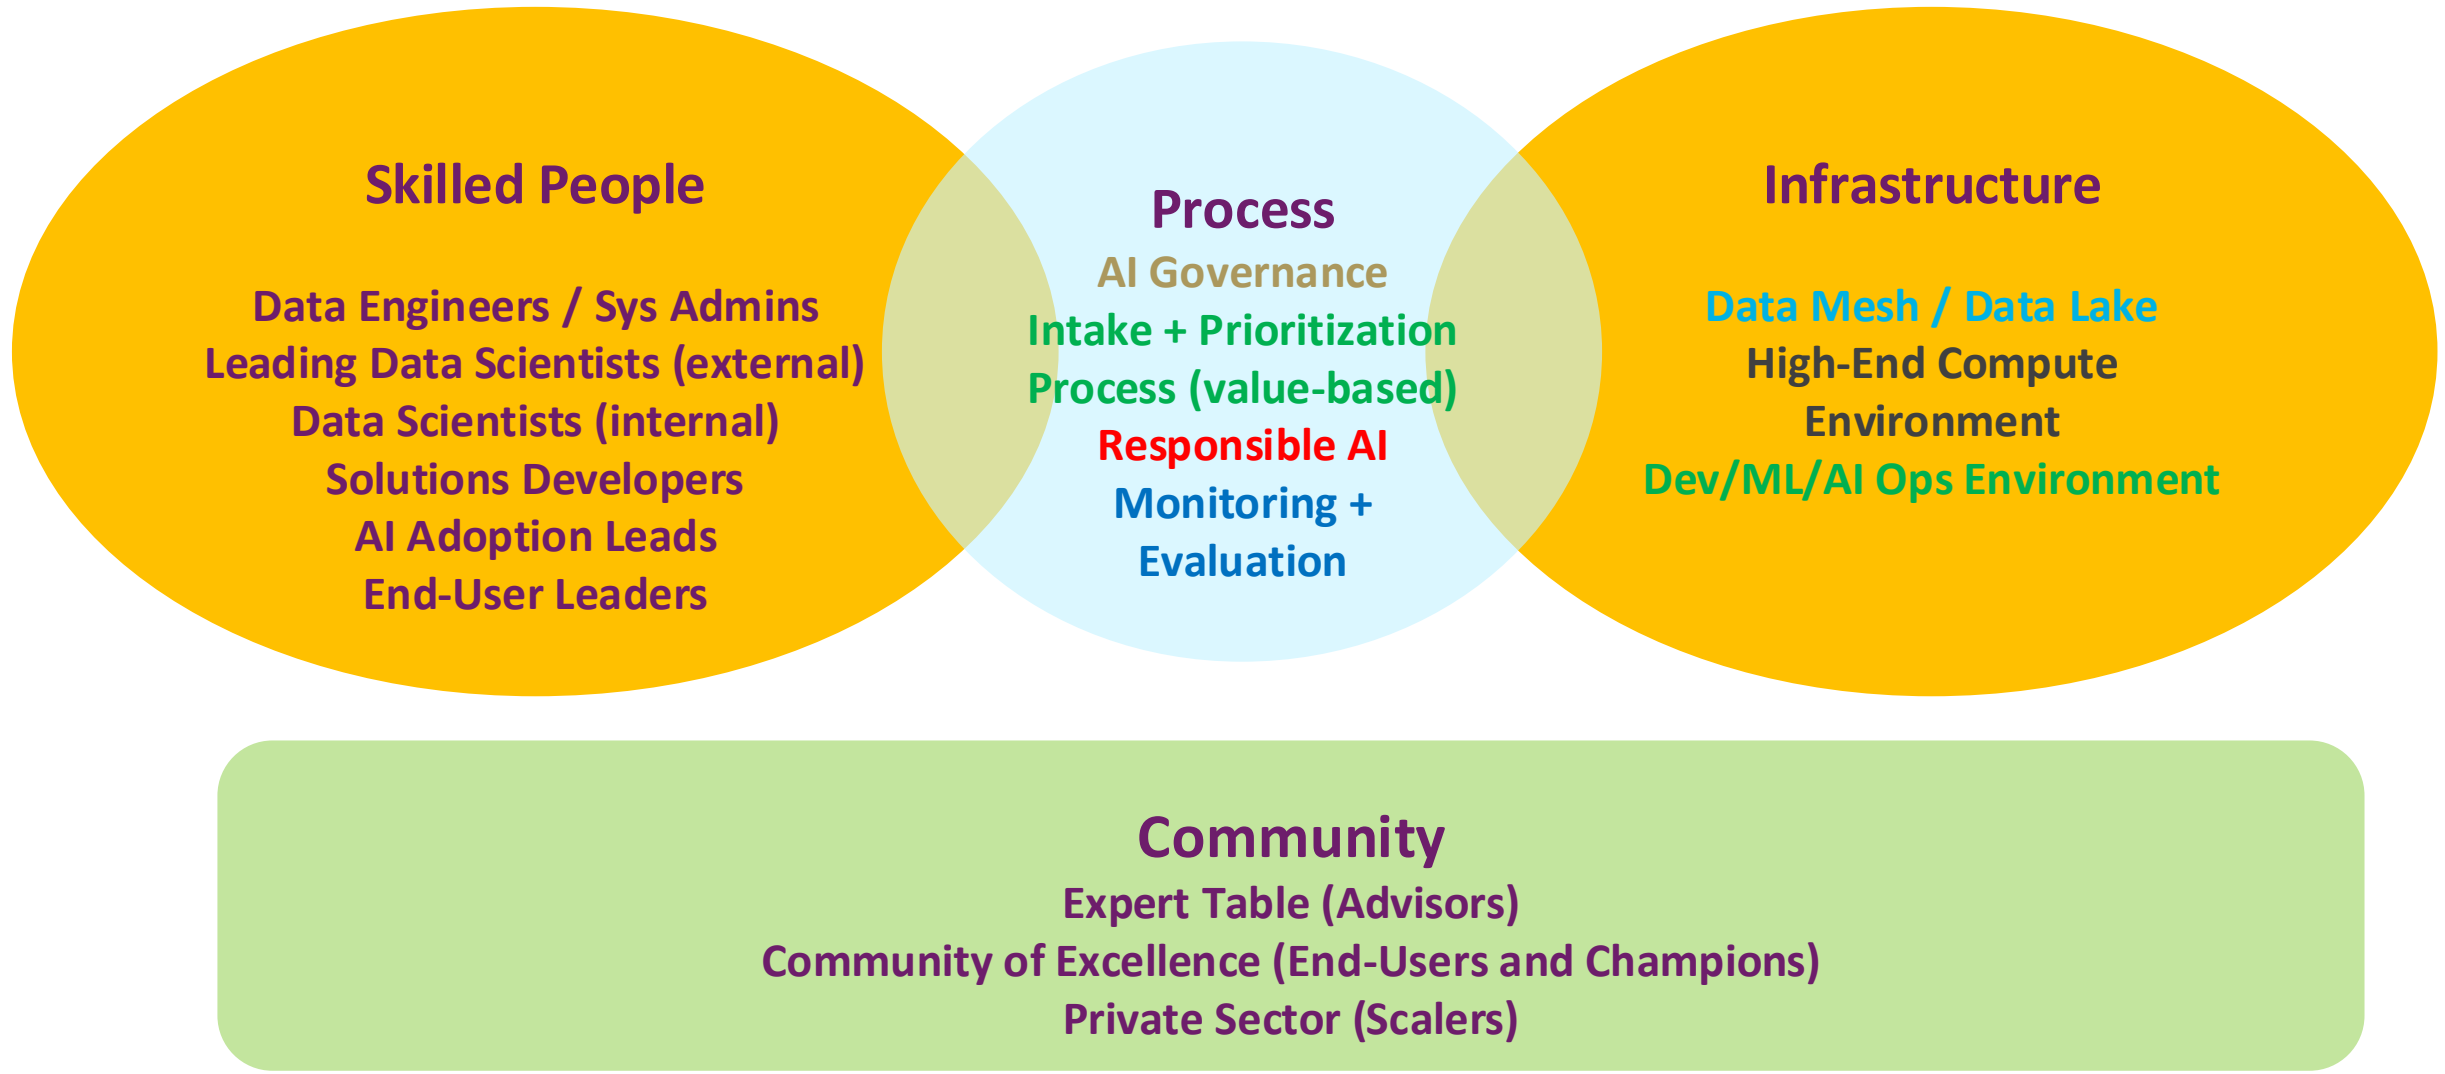 Skilled People
Data Engineers / Sys Admins
Leading Data Scientists (external)
Data Scientists (internal)
Solutions Developers
AI Adoption Leads
End-User Leaders
Process
AI Governance
Intake + Prioritization
Process (value-based)
Responsible AI
Monitoring +
Evaluation
Infrastructure
Data Mesh / Data Lake
High-End Compute
Environment
Dev/ML/AI Ops Environment
Community
Expert Table (Advisors)
Community of Excellence (End-Users and Champions)
Private Sector (Scalers)